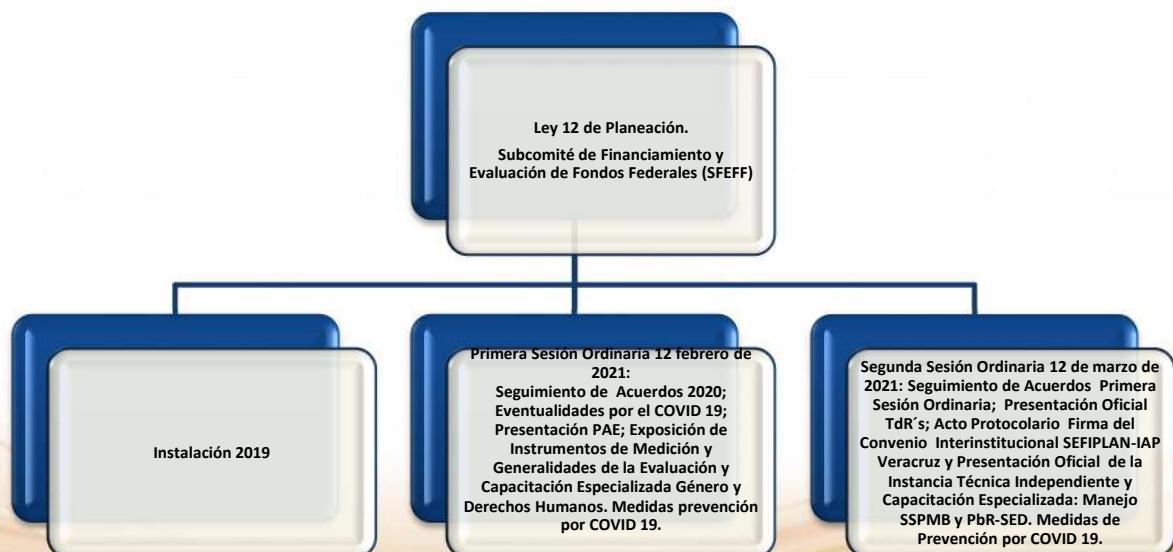 Ley 12 de Planeación.
Subcomité de Financiamiento y
Evaluación de Fondos Federales (SFEFF)
Instalación 2019
Primera Sesión Ordinaria 12 febrero de
2021:
Seguimiento de Acuerdos 2020;
Eventualidades por el COVID 19;
Presentación PAE; Exposición de
Instrumentos de Medición y
Generalidades de la Evaluación y
Capacitación Especializada Género y
Derechos Humanos. Medidas prevención
por COVID 19.
Segunda Sesión Ordinaria 12 de marzo de
2021: Seguimiento de Acuerdos Primera
Sesión Ordinaria; Presentación Oficial
TdR´s; Acto Protocolario Firma del
Convenio Interinstitucional SEFIPLAN-IAP
Veracruz y Presentación Oficial de la
Instancia Técnica Independiente y
Capacitación Especializada: Manejo
SSPMB y PbR-SED. Medidas de
Prevención por COVID 19.